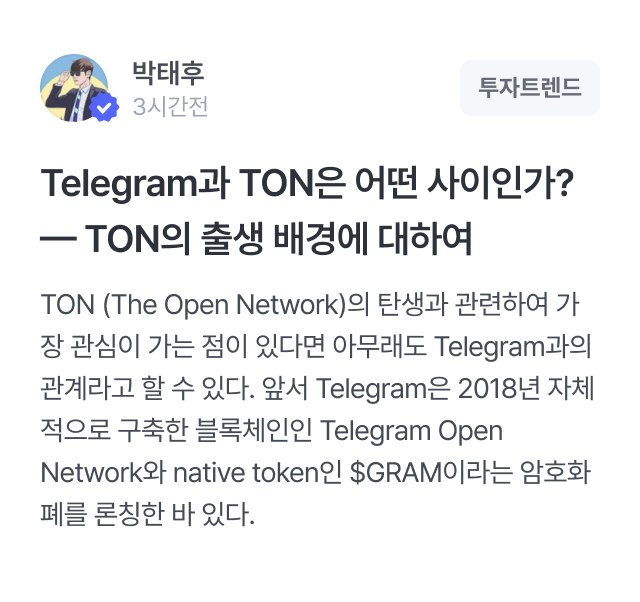 박태후
3시간전
투자트렌드
Telegram과 TON은 어떤 사이인가?
— TON의 출생 배경에 대하여
TON (The Open Network)의 탄생과 관련하여 가
장 관심이 가는 점이 있다면 아무래도 Telegram과의
관계라고 할 수 있다. 앞서 Telegram은 2018년 자체
적으로 구축한 블록체인인 Telegram Open
Network와 native token인 $GRAM이라는 암호화
폐를 론칭한 바 있다.